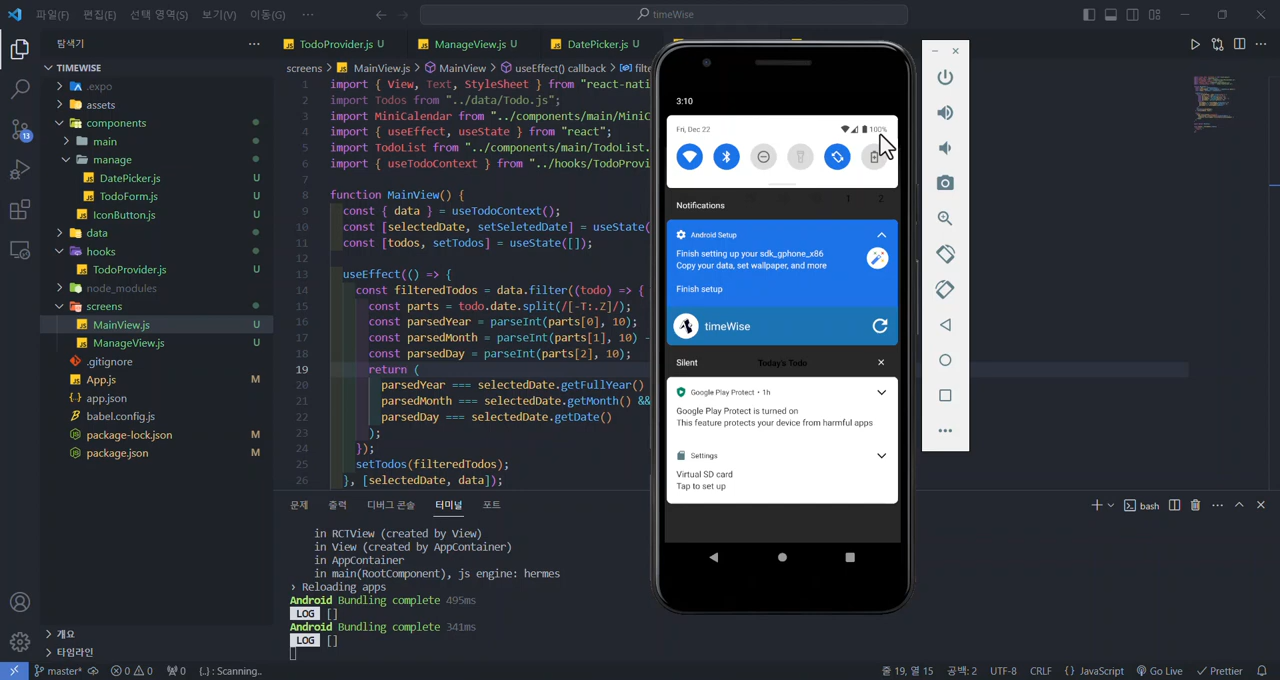 파일(F) 편집(E) 선택 영역(S) 보기(V) 이동(G) ···
timeWise
탐색기
TIMEWISE
.expo
assets
components
main
manage
DatePicker.js U
TodoForm.js U
IconButton.js U
data
hooks
TodoProvider.js U
node_modules
screens
MainView.js U
ManageView.js U
.gitignore
App.js M
app.json
babel.config.js
package-lock.json M
package.json M
개요
타임라인
TodoProvider.js U ManageView.js U DatePicker.js U
screens > MainView.js > MainView > useEffect() callback >
1 import { View, Text, StyleSheet } from "react-nati
2 import Todos from "../data/Todo.js";
3 import MiniCalendar from "../components/main/MiniC
4 import { useEffect, useState } from "react";
5 import TodoList from "../components/main/TodoList.
6 import { useTodoContext } from "../hooks/TodoProvi
7
8 function MainView() {
9 const { data } = useTodoContext();
10 const [selectedDate, setSeletedDate] = useState(
11 const [todos, setTodos] = useState([]);
12
13 useEffect(() => {
14 const filteredTodos = data.filter((todo) => {
15 const parts = todo.date.split(/[-T:.Z]/);
16 const parsedYear = parseInt(parts[0], 10);
17 const parsedMonth = parseInt(parts[1], 10) -
18 const parsedDay = parseInt(parts[2], 10);
19 return (
20 parsedYear === selectedDate.getFullYear()
21 parsedMonth === selectedDate.getMonth() &&
22 parsedDay === selectedDate.getDate()
23 );
24 });
25 setTodos(filteredTodos);
26 }, [selectedDate, data]);
문제 출력 디버그 콘솔 터미널 포트
bash
in RCTView (created by View)
in View (created by AppContainer)
in AppContainer
in main(RootComponent), js engine: hermes
› Reloading apps
Android Bundling complete 495ms
LOG []
Android Bundling complete 341ms
LOG []
3:10
Fri, Dec 22 100%
1 2
Notifications
Android Setup
Finish setting up your sdk_gphone_x86
Copy your data, set wallpaper, and more
Finish setup
timeWise
Silent Today's Todo
Google Play Protect • 1h
Google Play Protect is turned on
This feature protects your device from harmful apps
Settings
Virtual SD card
Tap to set up
13
master* 0 0 0 {..} : Scanning.. 줄 19, 열 15 공백: 2 UTF-8 CRLF {} JavaScript Go Live Prettier